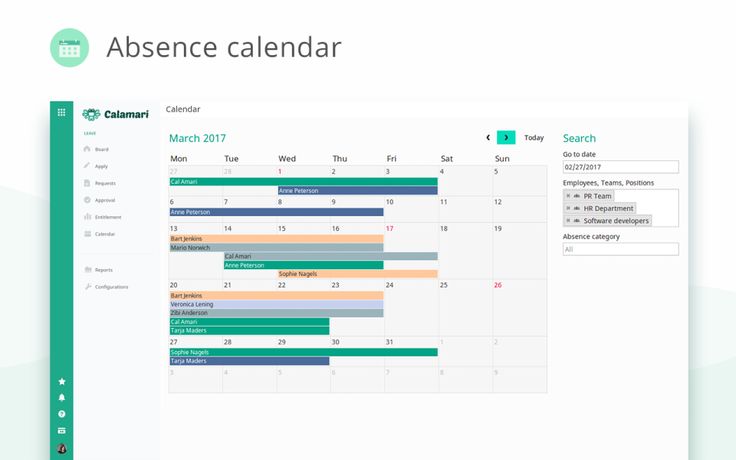 Absence calendar
Calamari
Calendar
LEAVE
Board
Apply
Requests
Approval
Entitlement
Calendar
Reports
Configurations
March 2017
Today
Mon Tue Wed Thu Fri Sat Sun
27 28 1 2 3 4 5
Cal Amari
Anne Peterson
6 7 8 9 10 11 12
Anne Peterson
13 14 15 16 17 18 19
Bart Jenkins
Mario Norwich
Cal Amari
Anne Peterson
Sophie Nagels
20 21 22 23 24 25 26
Bart Jenkins
Veronica Lening
Zibi Anderson
Cal Amari
Tarja Maders
27 28 29 30 31 1 2
Sophie Nagels
Tarja Maders
3 4 5 6 7 8 9
Search
Go to date
02/27/2017
Employees, Teams, Positions
PR Team
HR Department
Software developers
Absence category
All